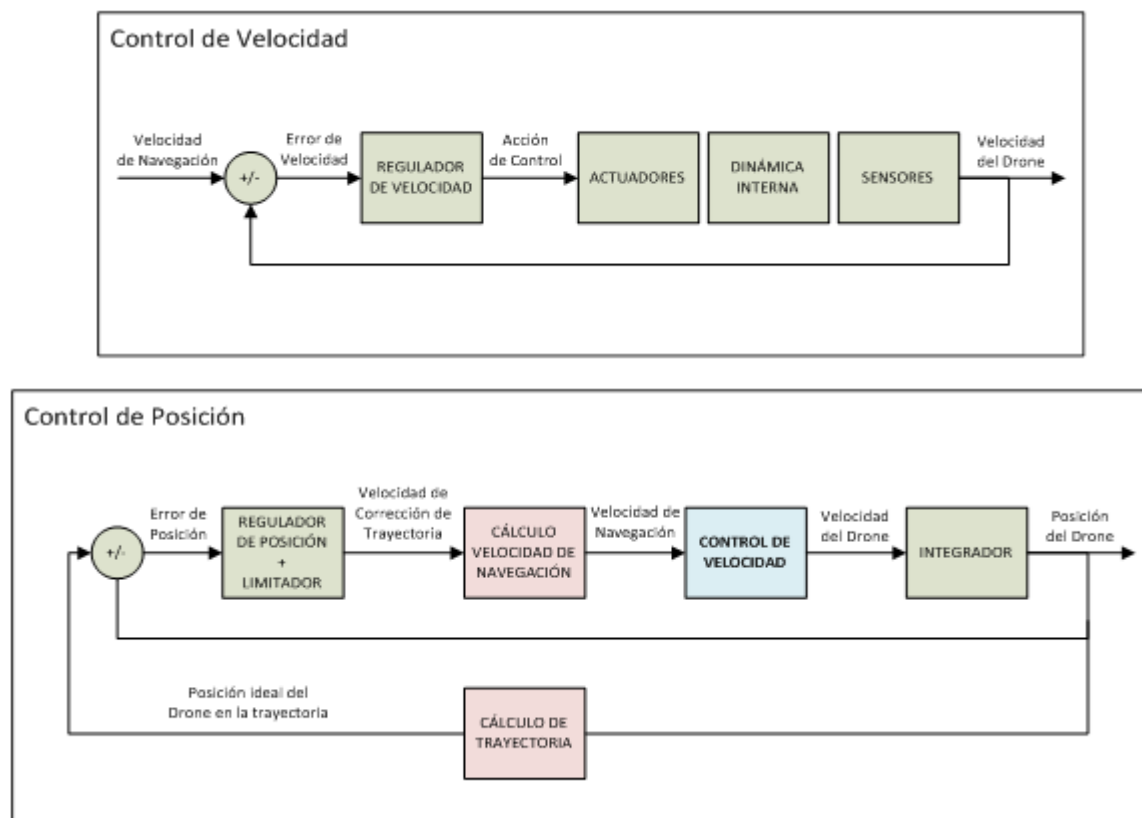 Control de Velocidad
Velocidad
de Navegación
+/-
Error de
Velocidad
REGULADOR
DE VELOCIDAD
Acción
de Control
ACTUADORES
DINÁMICA
INTERNA
SENSORES
Velocidad
del Drone
Control de Posición
+/-
Error de
Posición
REGULADOR
DE POSICIÓN
+
LIMITADOR
Velocidad de
Corrección de
Trayectoria
CÁLCULO
VELOCIDAD DE
NAVEGACIÓN
Velocidad de
Navegación
CONTROL DE
VELOCIDAD
Velocidad
del Drone
INTEGRADOR
Posición
del Drone
Posición ideal del
Drone en la trayectoria
CÁLCULO DE
TRAYECTORIA